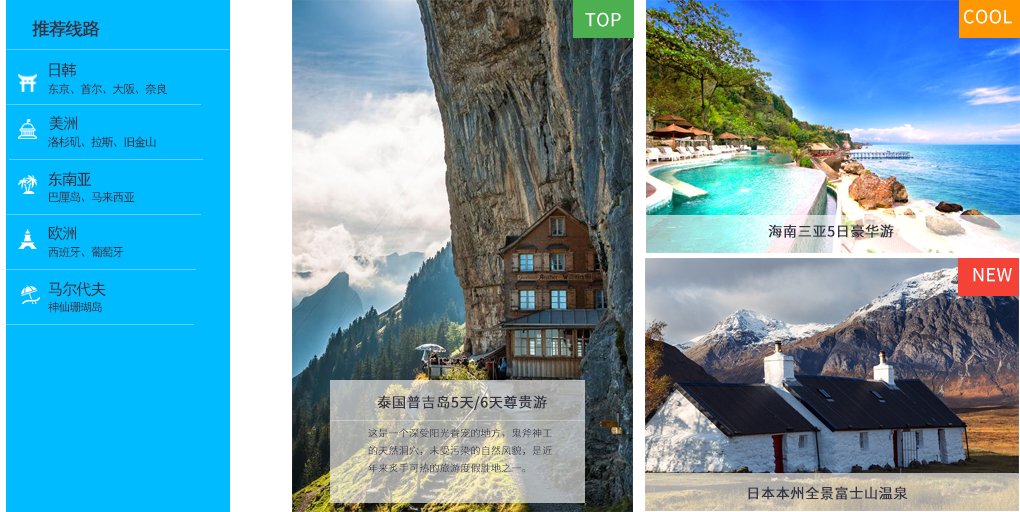 推荐线路
日韩
东京、首尔、大阪、奈良
美洲
洛杉矶、拉斯、旧金山
东南亚
巴厘岛、马来西亚
欧洲
西班牙、葡萄牙
马尔代夫
神仙珊瑚岛
TOP
泰国普吉岛5天/6天尊贵游
这是一个深受阳光眷宠的地方，鬼斧神工
的天然洞穴，未受污染的自然风貌，是近
年来炙手可热的旅游度假胜地之一。
COOL
海南三亚5日豪华游
NEW
日本本州全景富士山温泉